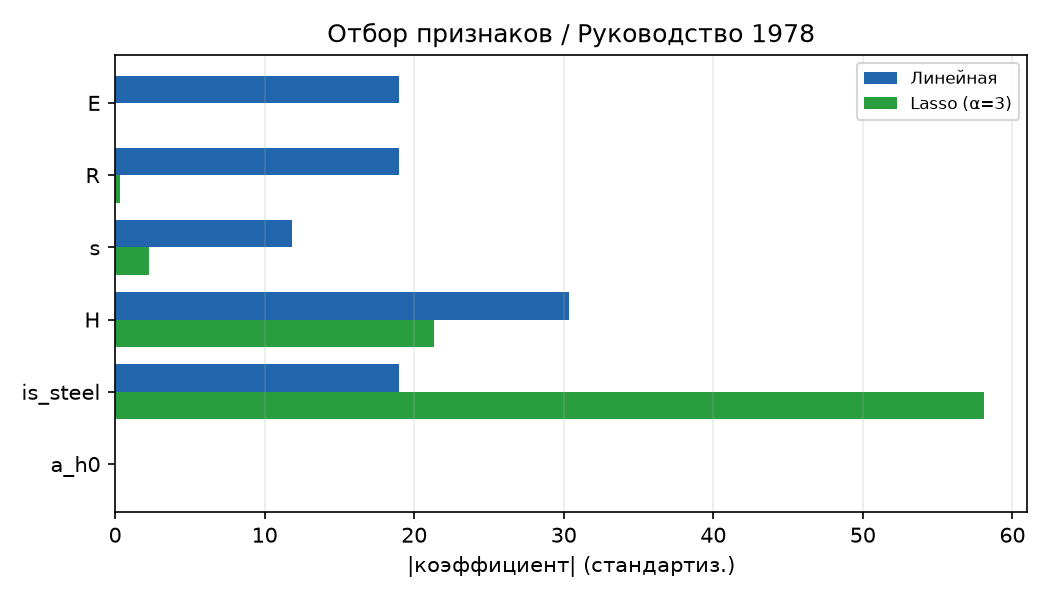 Отбор признаков / Руководство 1978
Линейная
Lasso (α=3)
E
R
s
H
is_steel
a_h0
0 10 20 30 40 50 60
|коэффициент| (стандартиз.)